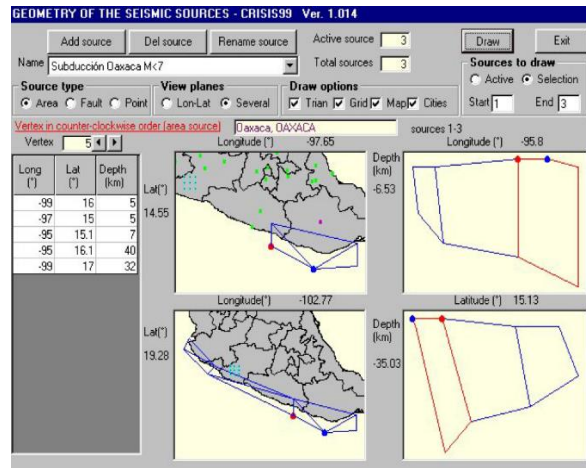 GEOMETRY OF THE SEISMIC SOURCES - CRISIS99 Ver. 1.014
Add source Del source Rename source Active source 3 Draw Exit
Name Subducción Oaxaca M<7 Total sources 3 Sources to draw
Active Selection
Source type View planes Draw options
Area Fault Point Lon-Lat Several Trian Grid Map Cities Start 1 End 3
Vertex in counter-clockwise order (area source) Oaxaca, OAXACA sources 1-3
Vertex 5 Longitude (°) -97.65 Longitude (°) -95.8
Long (°) Lat (°) Depth (km)
-99 16 5
-97 15 5
-95 15.1 7
-95 16.1 40
-99 17 32
Lat(°) 14.55
Depth (km) -6.53
Longitude(°) -102.77 Latitude (°) 15.13
Lat(°) 19.28
Depth (km) -35.03